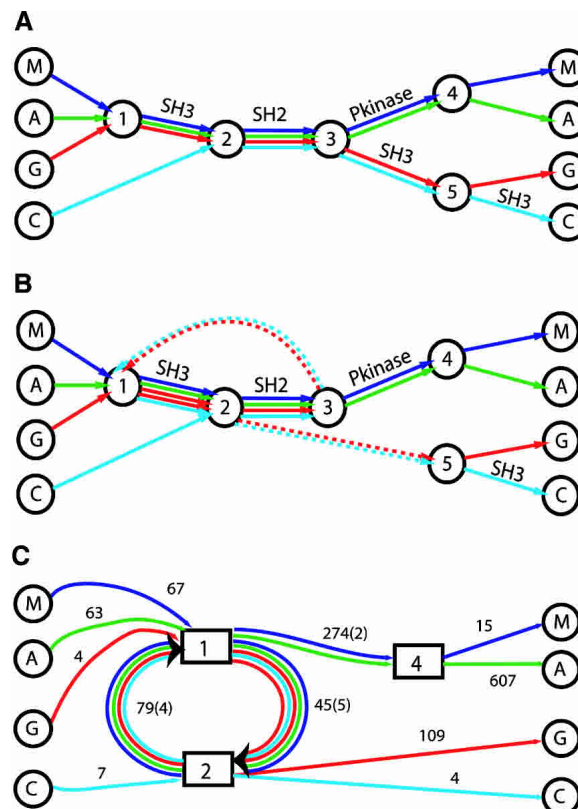 A
M
M
A
A
G
G
C
C
1
2
3
4
5
SH3
SH2
Pkinase
SH3
SH3
B
M
M
A
A
G
G
C
C
1
2
3
4
5
SH3
SH2
Pkinase
SH3
C
M
M
A
A
G
G
C
C
67
63
4
7
1
2
4
274(2)
15
607
79(4)
45(5)
109
4